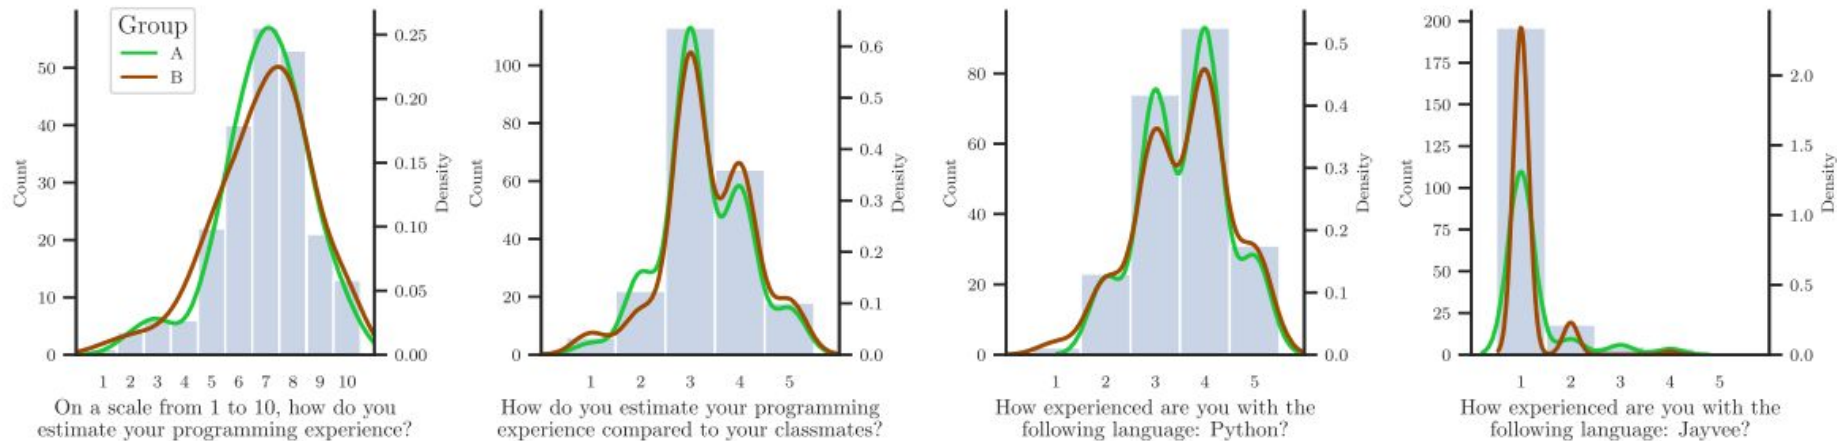 Group
A
B
Count
0
10
20
30
40
50
0.00
0.05
0.10
0.15
0.20
0.25
Density
1 2 3 4 5 6 7 8 9 10
On a scale from 1 to 10, how do you
estimate your programming experience?
Count
0
20
40
60
80
100
0.0
0.1
0.2
0.3
0.4
0.5
0.6
Density
1 2 3 4 5
How do you estimate your programming
experience compared to your classmates?
Count
0
20
40
60
80
0.0
0.1
0.2
0.3
0.4
0.5
Density
1 2 3 4 5
How experienced are you with the
following language: Python?
Count
0
25
50
75
100
125
150
175
200
0.0
0.5
1.0
1.5
2.0
Density
1 2 3 4 5
How experienced are you with the
following language: Jayvee?